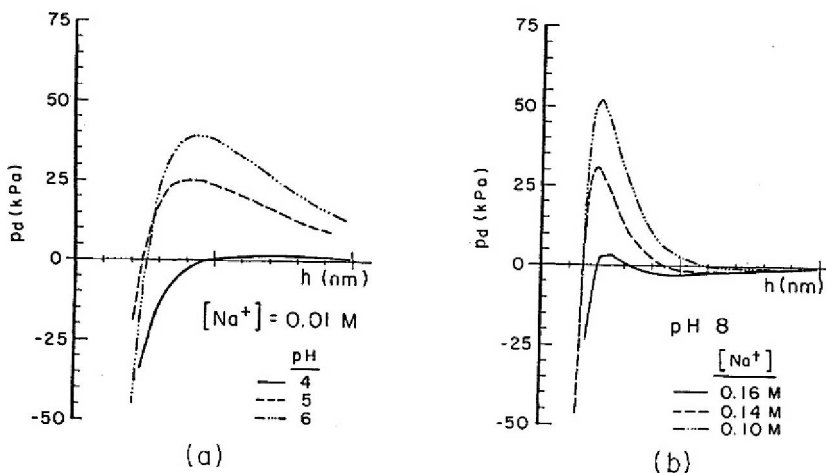 75
50
25
0
-25
-50
pd (kPa)
h (nm)
[Na+] = 0.01 M
pH
4
5
6
(a)
75
50
25
0
-25
-50
pd (kPa)
h (nm)
pH 8
[Na+]
0.16 M
0.14 M
0.10 M
(b)